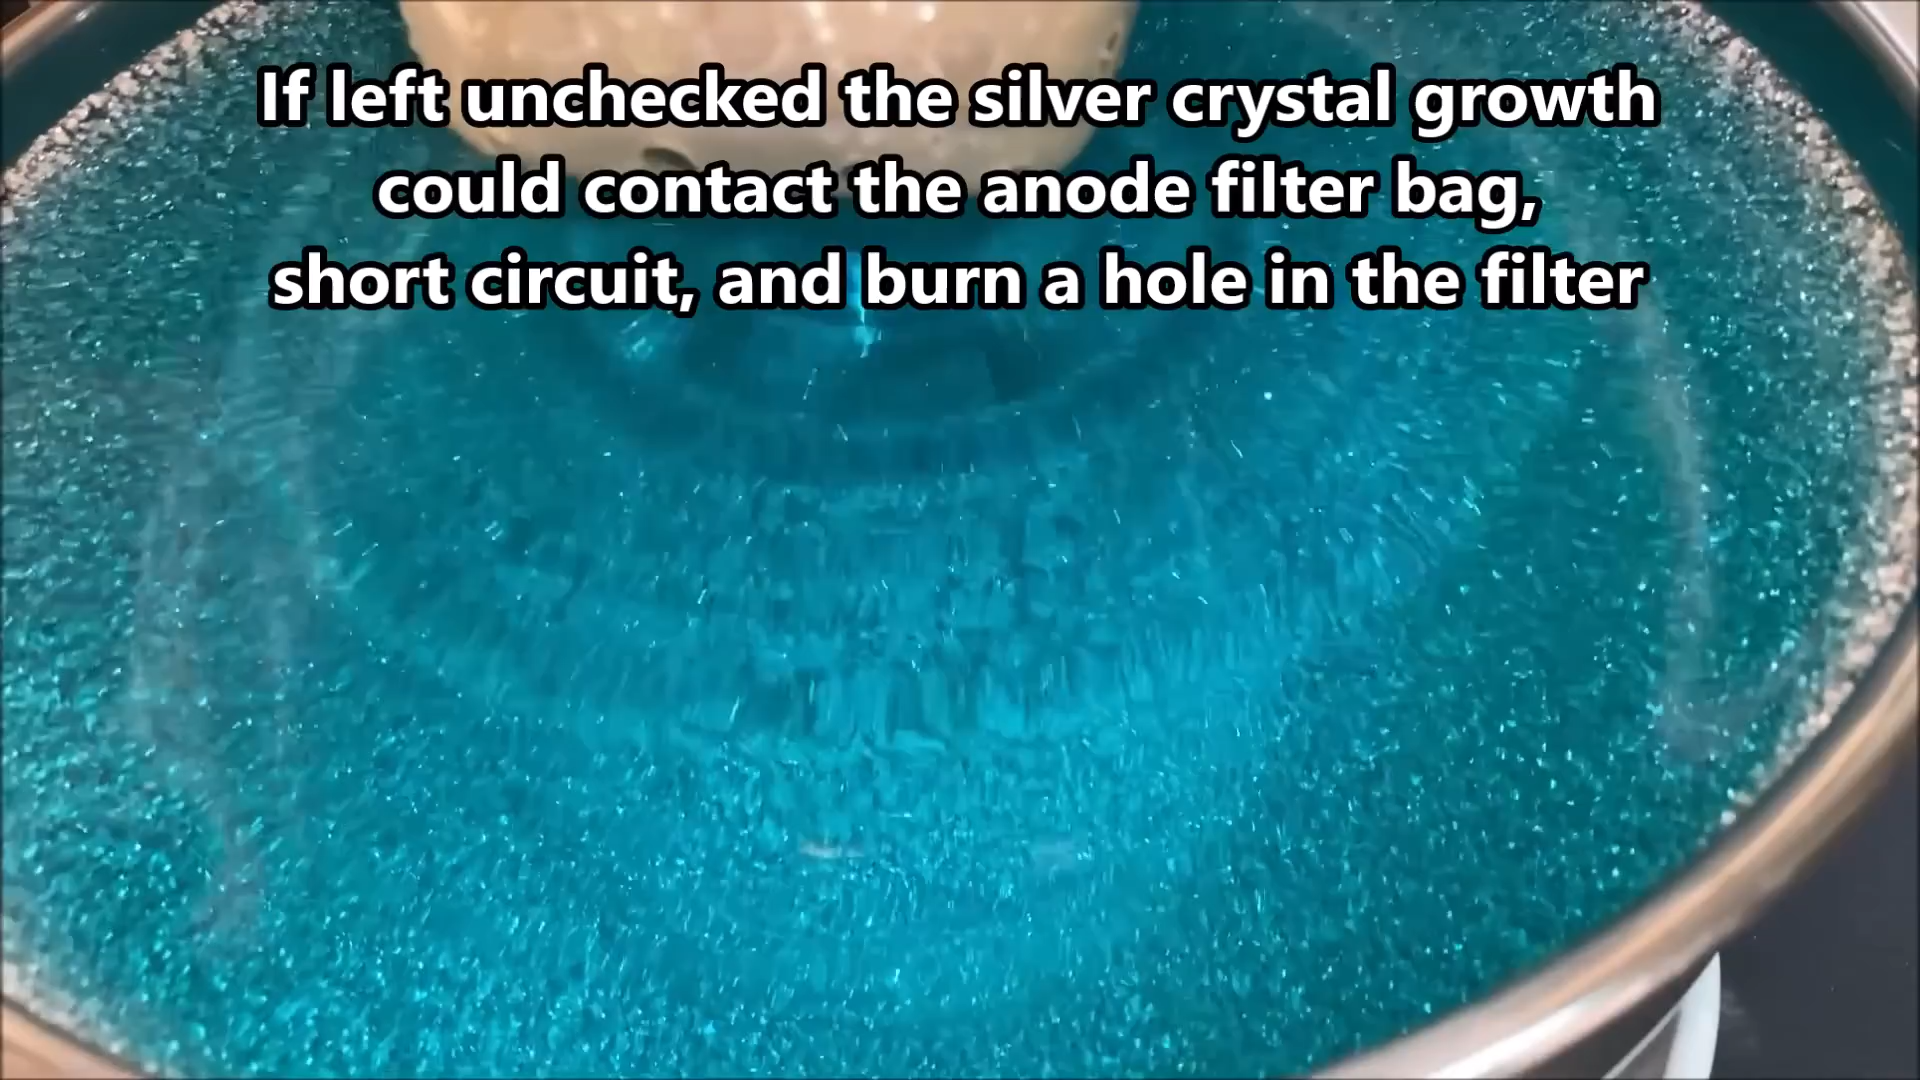 If left unchecked the silver crystal growth
could contact the anode filter bag,
short circuit, and burn a hole in the filter